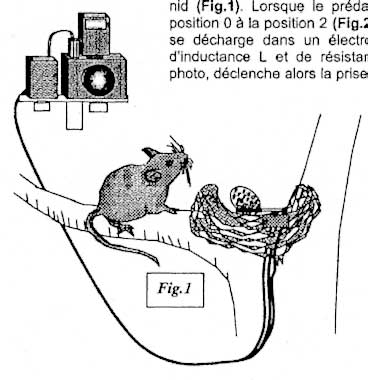 nid (Fig.1). Lorsque le préda
position 0 à la position 2 (Fig.2
se décharge dans un électro
d'inductance L et de résistan
photo, déclenche alors la prise
Fig.1